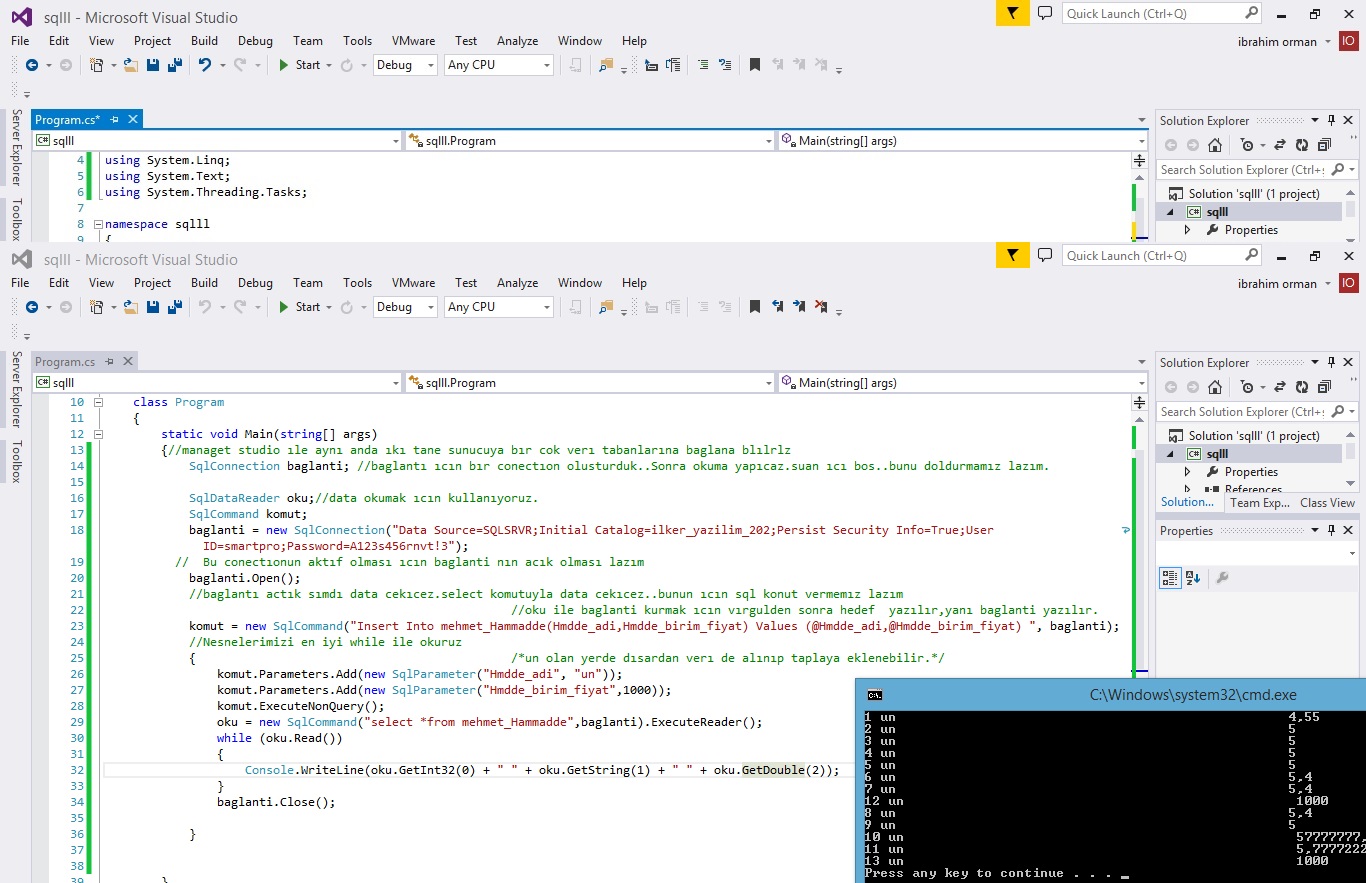 sqlll - Microsoft Visual Studio
Quick Launch (Ctrl+Q)
File Edit View Project Build Debug Team Tools VMware Test Analyze Window Help
ibrahim orman IO
Start Debug Any CPU
Server Explorer
Toolbox
Program.cs*
sqlll sqlll.Program Main(string[] args)
4 using System.Linq;
5 using System.Text;
6 using System.Threading.Tasks;
7
8 namespace sqlll
9 {
Solution Explorer
Search Solution Explorer (Ctrl+;
Solution 'sqlll' (1 project)
sqlll
Properties
sqlll - Microsoft Visual Studio
Quick Launch (Ctrl+Q)
File Edit View Project Build Debug Team Tools VMware Test Analyze Window Help
ibrahim orman IO
Start Debug Any CPU
Server Explorer
Toolbox
Program.cs
sqlll sqlll.Program Main(string[] args)
10 class Program
11 {
12 static void Main(string[] args)
13 {//managet studio ıle aynı anda ıkı tane sunucuya bır cok verı tabanlarına baglana blılrlz
14 SqlConnection baglanti; //baglantı ıcın bır conectıon olusturduk..Sonra okuma yapıcaz.suan ıcı bos..bunu doldurmamız lazım.
15
16 SqlDataReader oku;//data okumak ıcın kullanıyoruz.
17 SqlCommand komut;
18 baglanti = new SqlConnection("Data Source=SQLSRVR;Initial Catalog=ilker_yazilim_202;Persist Security Info=True;User
ID=smartpro;Password=A123s456rnvt!3");
19 // Bu conectıonun aktıf olması ıcın baglanti nın acık olması lazım
20 baglanti.Open();
21 //baglantı actık sımdı data cekıcez.select komutuyla data cekıcez..bunun ıcın sql konut vermemız lazım
22 //oku ile baglanti kurmak ıcın vırgulden sonra hedef yazılır,yanı baglanti yazılır.
23 komut = new SqlCommand("Insert Into mehmet_Hammadde(Hmdde_adi,Hmdde_birim_fiyat) Values (@Hmdde_adi,@Hmdde_birim_fiyat) ", baglanti);
24 //Nesnelerimizi en iyi while ile okuruz
25 { /*un olan yerde dısardan verı de alınıp taplaya eklenebilir.*/
26 komut.Parameters.Add(new SqlParameter("Hmdde_adi", "un"));
27 komut.Parameters.Add(new SqlParameter("Hmdde_birim_fiyat",1000));
28 komut.ExecuteNonQuery();
29 oku = new SqlCommand("select *from mehmet_Hammadde",baglanti).ExecuteReader();
30 while (oku.Read())
31 {
32 Console.WriteLine(oku.GetInt32(0) + " " + oku.GetString(1) + " " + oku.GetDouble(2));
33 }
34 baglanti.Close();
35
36 }
37
38
39 }
Solution Explorer
Search Solution Explorer (Ctrl+;
Solution 'sqlll' (1 project)
sqlll
Properties
References
Solution... Team Exp... Class View
Properties
C:\Windows\system32\cmd.exe
1 un 4,55
2 un 5
3 un 5
4 un 5
5 un 5
6 un 5,4
7 un 5,4
12 un 1000
8 un 5,4
9 un 5
10 un 57777777,
11 un 5,7777222
13 un 1000
Press any key to continue . . . _